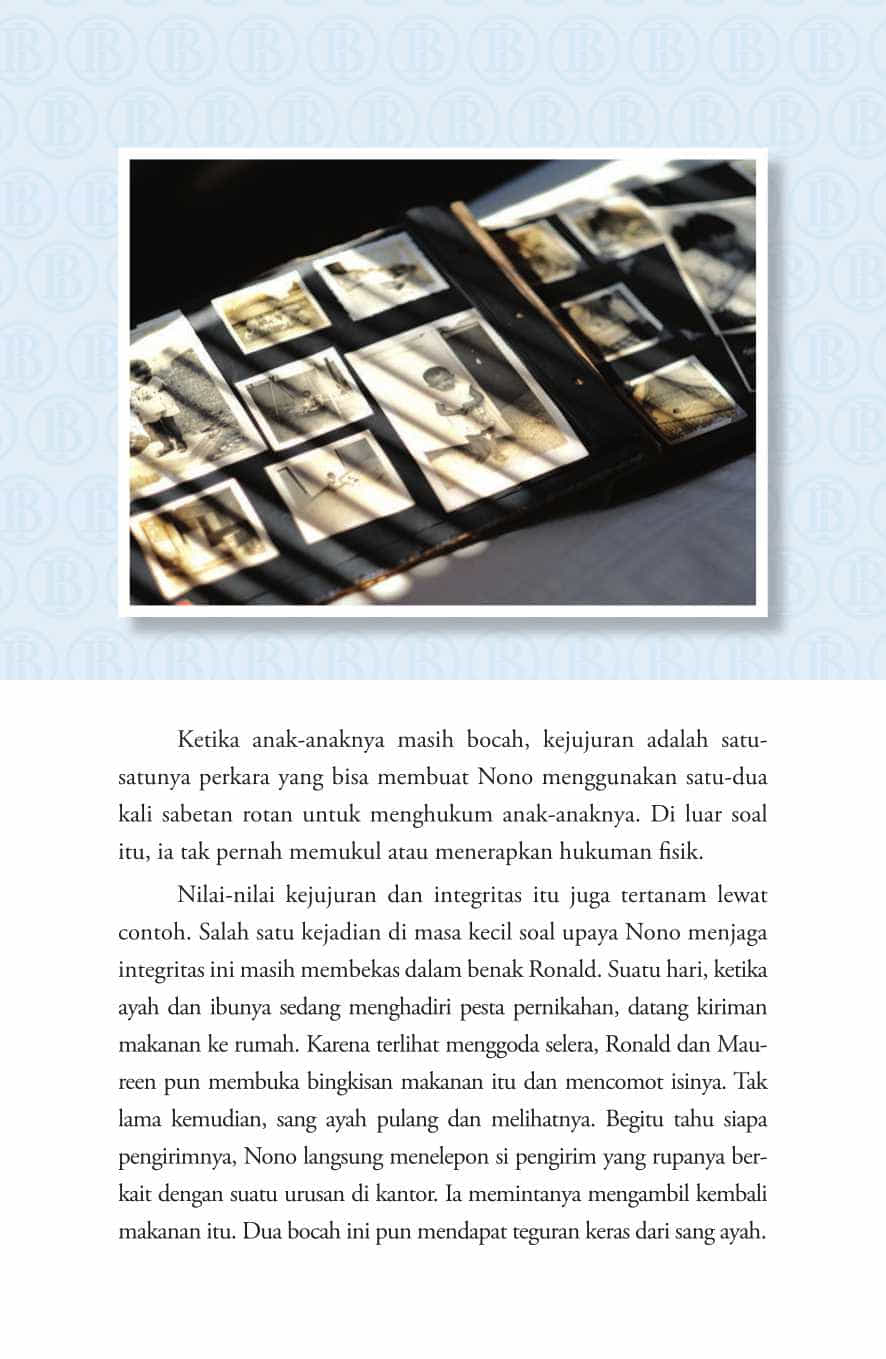 Ketika anak-anaknya masih bocah, kejujuran adalah satu-
satunya perkara yang bisa membuat Nono menggunakan satu-dua
kali sabetan rotan untuk menghukum anak-anaknya. Di luar soal
itu, ia tak pernah memukul atau menerapkan hukuman fisik.
Nilai-nilai kejujuran dan integritas itu juga tertanam lewat
contoh. Salah satu kejadian di masa kecil soal upaya Nono menjaga
integritas ini masih membekas dalam benak Ronald. Suatu hari, ketika
ayah dan ibunya sedang menghadiri pesta pernikahan, datang kiriman
makanan ke rumah. Karena terlihat menggoda selera, Ronald dan Mau-
reen pun membuka bingkisan makanan itu dan mencomot isinya. Tak
lama kemudian, sang ayah pulang dan melihatnya. Begitu tahu siapa
pengirimnya, Nono langsung menelepon si pengirim yang rupanya ber-
kait dengan suatu urusan di kantor. Ia memintanya mengambil kembali
makanan itu. Dua bocah ini pun mendapat teguran keras dari sang ayah.